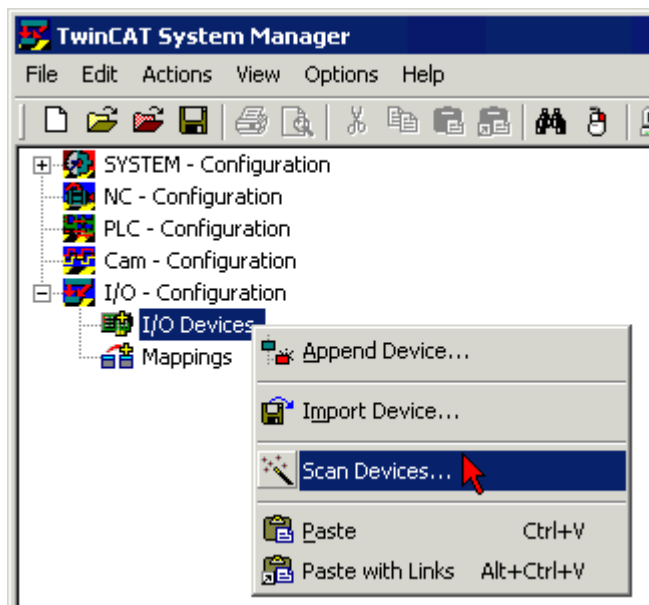 TwinCAT System Manager
File Edit Actions View Options Help
SYSTEM - Configuration
NC - Configuration
PLC - Configuration
Cam - Configuration
I/O - Configuration
I/O Devices
Mappings
Append Device...
Import Device...
Scan Devices...
Paste Ctrl+V
Paste with Links Alt+Ctrl+V